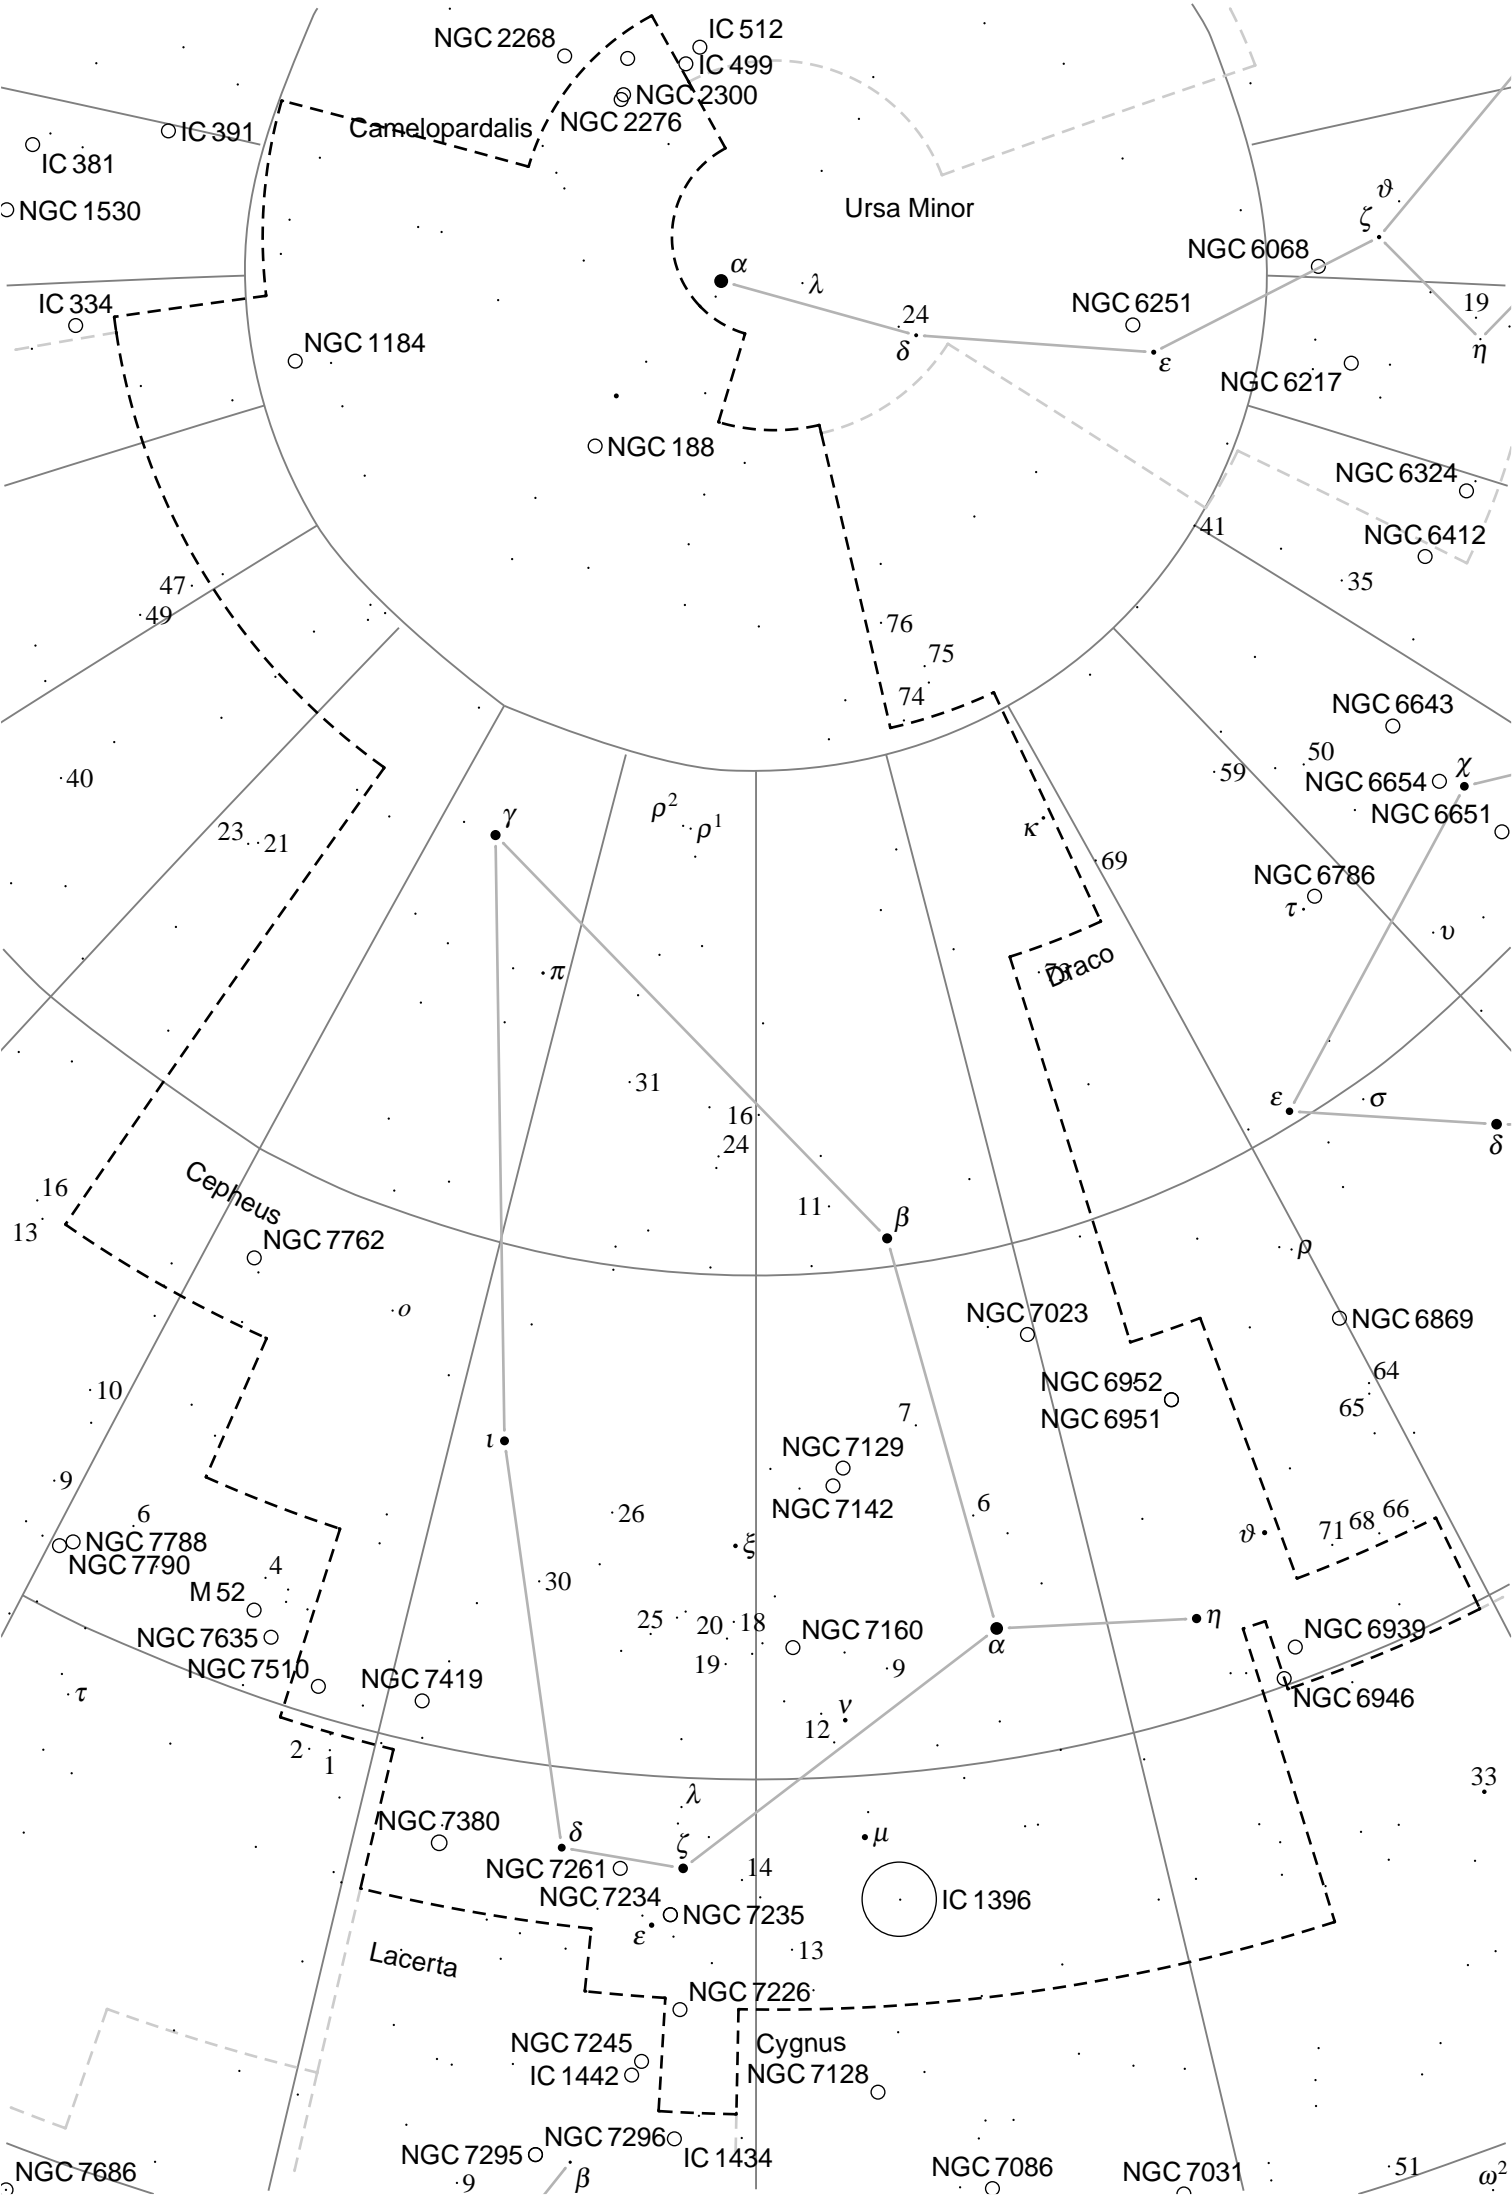 IC 512
NGC 2268
IC 499
NGC 2300
NGC 2276
Camelopardalis
IC 391
IC 381
NGC 1530
Ursa Minor
ϑ
ζ
NGC 6068
α
λ
IC 334
NGC 6251
19
24
δ
ε
η
NGC 1184
NGC 6217
NGC 188
NGC 6324
41
NGC 6412
35
47
49
76
75
74
NGC 6643
50
59
χ
40
NGC 6654
NGC 6651
γ
ρ²
ρ¹
κ
23
21
69
NGC 6786
τ
υ
π
73
Draco
31
16
24
ε
σ
δ
Cepheus
16
13
11
β
NGC 7762
ρ
ο
NGC 7023
NGC 6869
64
NGC 6952
65
10
NGC 6951
7
ι
NGC 7129
9
NGC 7142
6
26
6
ξ
ϑ
71
68
66
NGC 7788
NGC 7790
4
30
M 52
25
20
18
NGC 7160
α
η
NGC 7635
NGC 6939
NGC 7510
NGC 7419
19
9
τ
NGC 6946
ν
12
2
1
λ
33
NGC 7380
δ
ζ
μ
NGC 7261
14
NGC 7234
IC 1396
NGC 7235
ε
13
Lacerta
NGC 7226
NGC 7245
Cygnus
IC 1442
NGC 7128
NGC 7296
NGC 7295
IC 1434
NGC 7686
β
9
NGC 7086
NGC 7031
51
ω²